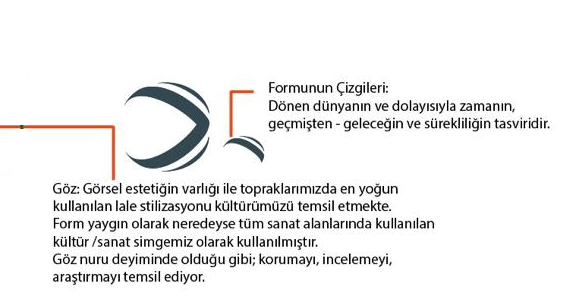 Formunun Çizgileri:
Dönen dünyanın ve dolayısıyla zamanın,
geçmişten - geleceğin ve sürekliliğin tasviridir.
Göz: Görsel estetiğin varlığı ile topraklarımızda en yoğun
kullanılan lale stilizasyonu kültürümüzü temsil etmekte.
Form yaygın olarak neredeyse tüm sanat alanlarında kullanılan
kültür /sanat simgemiz olarak kullanılmıştır.
Göz nuru deyiminde olduğu gibi; korumayı, incelemeyi,
araştırmayı temsil ediyor.